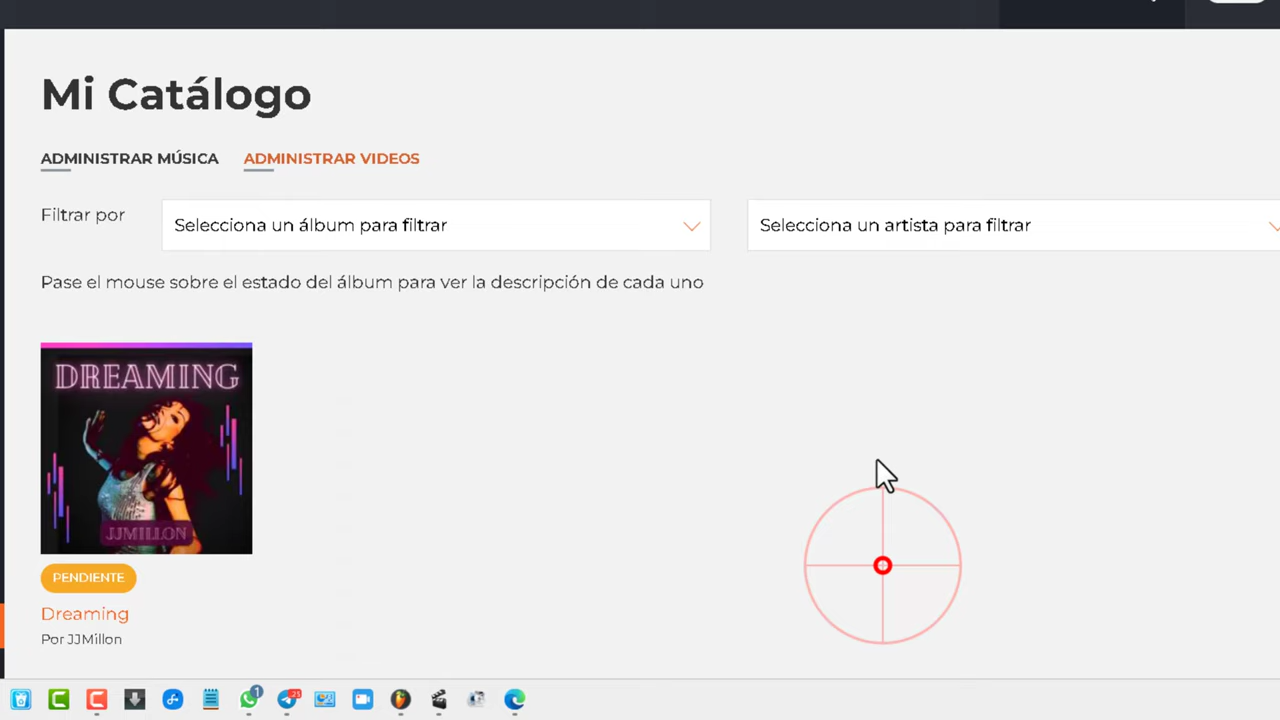 Mi Catálogo
ADMINISTRAR MÚSICA ADMINISTRAR VIDEOS
Filtrar por Selecciona un álbum para filtrar Selecciona un artista para filtrar
Pase el mouse sobre el estado del álbum para ver la descripción de cada uno
DREAMING
JJMILLON
PENDIENTE
Dreaming
Por JJMillon
1 21